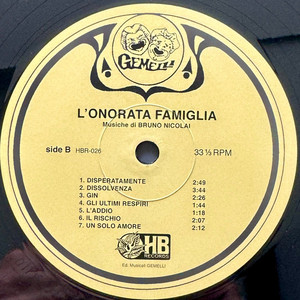 GEMELLI
L'ONORATA FAMIGLIA
Musiche di BRUNO NICOLAI
side B HBR-026 33 ⅓ RPM
1. DISPERATAMENTE 2:49
2. DISSOLVENZA 3:44
3. GIN 2:26
4. GLI ULTIMI RESPIRI 1:44
5. L'ADDIO 1:18
6. IL RISCHIO 2:07
7. UN SOLO AMORE 2:12
HB
RECORDS
Ed. Musicali GEMELLI